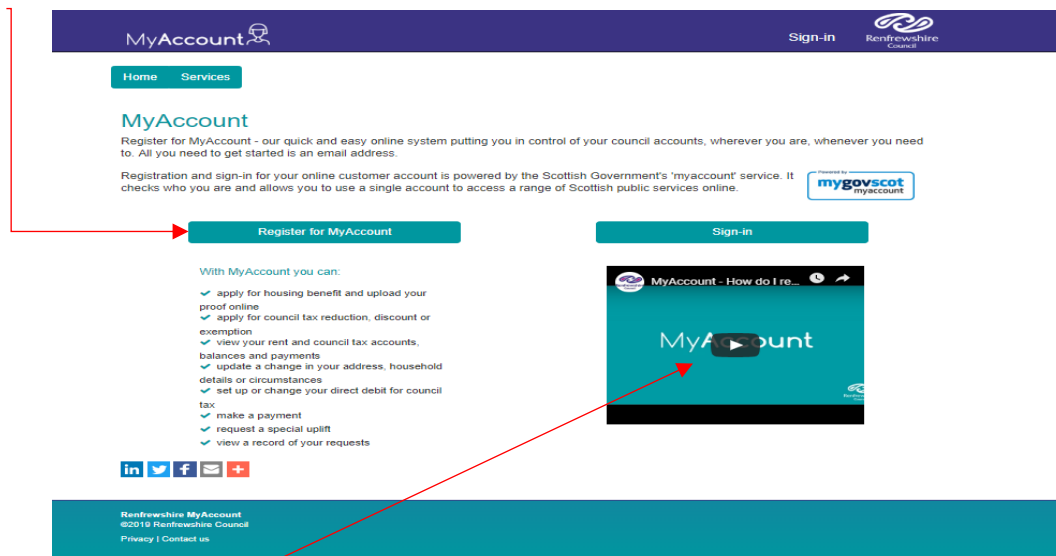 MyAccount
Sign-in
Renfrewshire
Council
Home Services
MyAccount
Register for MyAccount - our quick and easy online system putting you in control of your council accounts, wherever you are, whenever you need
to. All you need to get started is an email address.
Registration and sign-in for your online customer account is powered by the Scottish Government's 'myaccount' service. It
checks who you are and allows you to use a single account to access a range of Scottish public services online.
Powered by
mygovscot
myaccount
Register for MyAccount
Sign-in
With MyAccount you can:
✓ apply for housing benefit and upload your
proof online
✓ apply for council tax reduction, discount or
exemption
✓ view your rent and council tax accounts,
balances and payments
✓ update a change in your address, household
details or circumstances
✓ set up or change your direct debit for council
tax
✓ make a payment
✓ request a special uplift
✓ view a record of your requests
MyAccount - How do I re...
MyAccount
in f +
Renfrewshire MyAccount
©2019 Renfrewshire Council
Privacy | Contact us